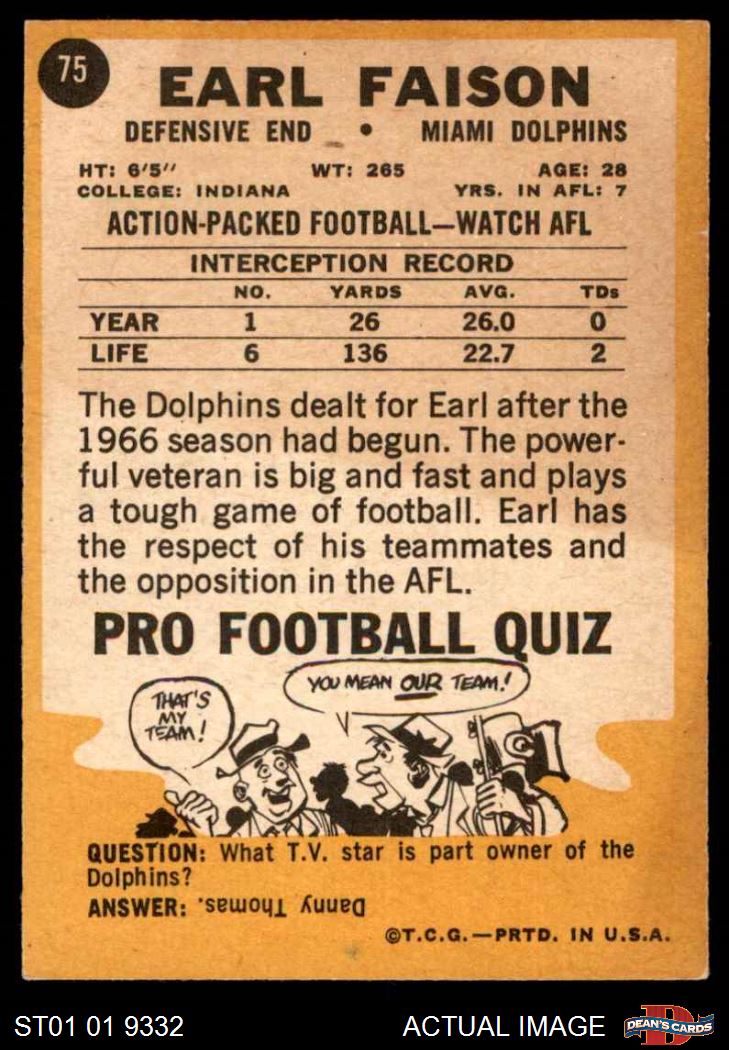 75
EARL FAISON
DEFENSIVE END • MIAMI DOLPHINS
HT: 6'5" WT: 265 AGE: 28
COLLEGE: INDIANA YRS. IN AFL: 7
ACTION-PACKED FOOTBALL—WATCH AFL
INTERCEPTION RECORD
NO. YARDS AVG. TDs
YEAR 1 26 26.0 0
LIFE 6 136 22.7 2
The Dolphins dealt for Earl after the
1966 season had begun. The power-
ful veteran is big and fast and plays
a tough game of football. Earl has
the respect of his teammates and
the opposition in the AFL.
PRO FOOTBALL QUIZ
THAT'S
MY
TEAM!
YOU MEAN OUR TEAM!
QUESTION: What T.V. star is part owner of the
Dolphins?
ANSWER: Danny Thomas.
©T.C.G.—PRTD. IN U.S.A.
ST01 01 9332 ACTUAL IMAGE
D
DEAN'S CARDS